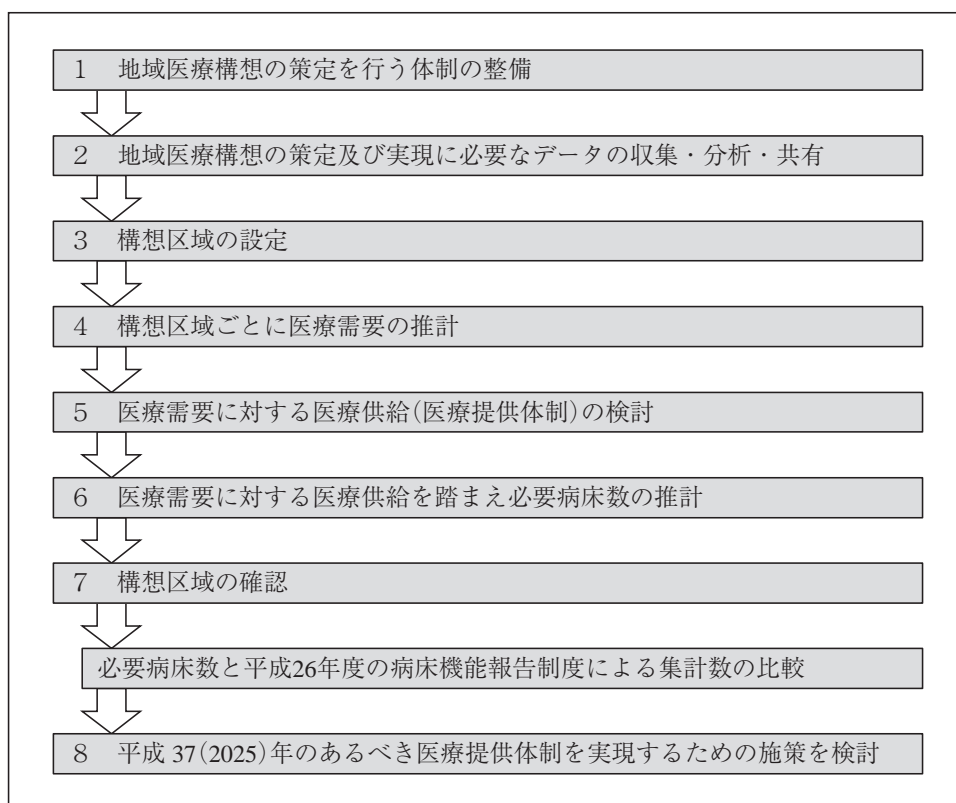 1 地域医療構想の策定を行う体制の整備
2 地域医療構想の策定及び実現に必要なデータの収集・分析・共有
3 構想区域の設定
4 構想区域ごとに医療需要の推計
5 医療需要に対する医療供給(医療提供体制)の検討
6 医療需要に対する医療供給を踏まえ必要病床数の推計
7 構想区域の確認
必要病床数と平成26年度の病床機能報告制度による集計数の比較
8 平成 37(2025)年のあるべき医療提供体制を実現するための施策を検討